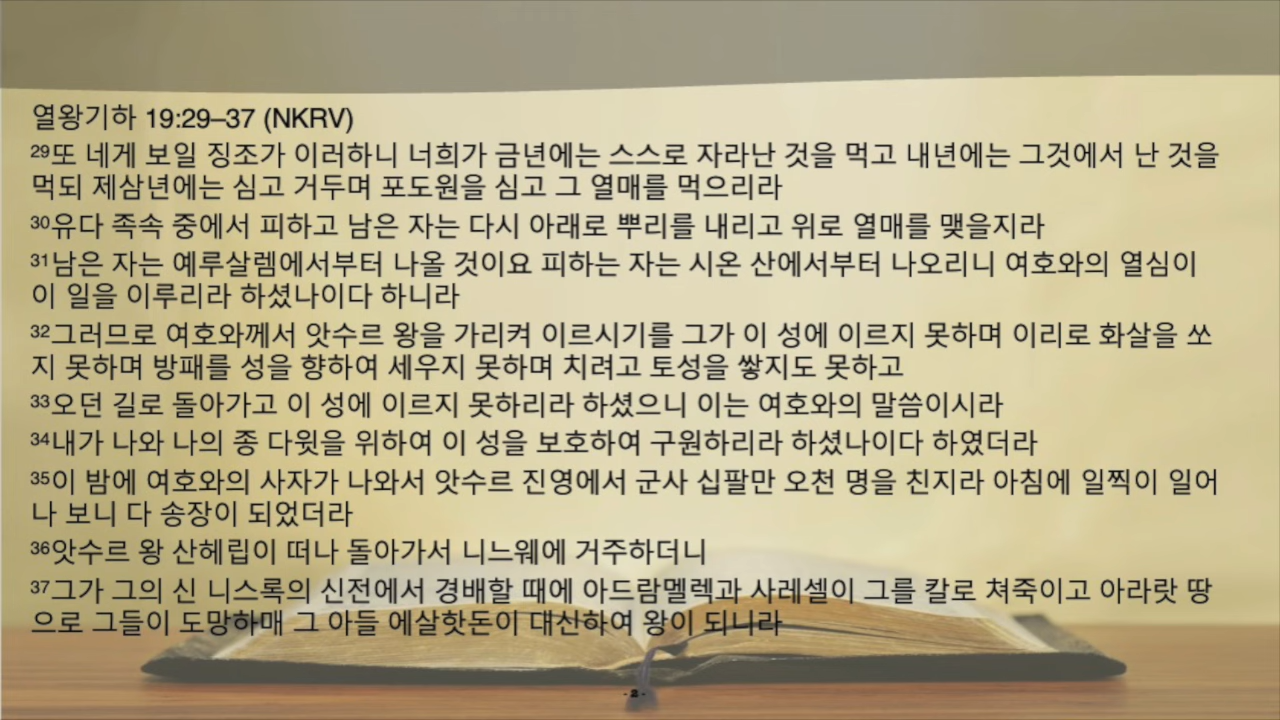 열왕기하 19:29–37 (NKRV)
29또 네게 보일 징조가 이러하니 너희가 금년에는 스스로 자라난 것을 먹고 내년에는 그것에서 난 것을
먹되 제삼년에는 심고 거두며 포도원을 심고 그 열매를 먹으리라
30유다 족속 중에서 피하고 남은 자는 다시 아래로 뿌리를 내리고 위로 열매를 맺을지라
31남은 자는 예루살렘에서부터 나올 것이요 피하는 자는 시온 산에서부터 나오리니 여호와의 열심이
이 일을 이루리라 하셨나이다 하니라
32그러므로 여호와께서 앗수르 왕을 가리켜 이르시기를 그가 이 성에 이르지 못하며 이리로 화살을 쏘
지 못하며 방패를 성을 향하여 세우지 못하며 치려고 토성을 쌓지도 못하고
33오던 길로 돌아가고 이 성에 이르지 못하리라 하셨으니 이는 여호와의 말씀이시라
34내가 나와 나의 종 다윗을 위하여 이 성을 보호하여 구원하리라 하셨나이다 하였더라
35이 밤에 여호와의 사자가 나와서 앗수르 진영에서 군사 십팔만 오천 명을 친지라 아침에 일찍이 일어
나 보니 다 송장이 되었더라
36앗수르 왕 산헤립이 떠나 돌아가서 니느웨에 거주하더니
37그가 그의 신 니스록의 신전에서 경배할 때에 아드람멜렉과 사레셀이 그를 칼로 쳐죽이고 아라랏 땅
으로 그들이 도망하매 그 아들 에살핫돈이 대신하여 왕이 되니라
- 2 -